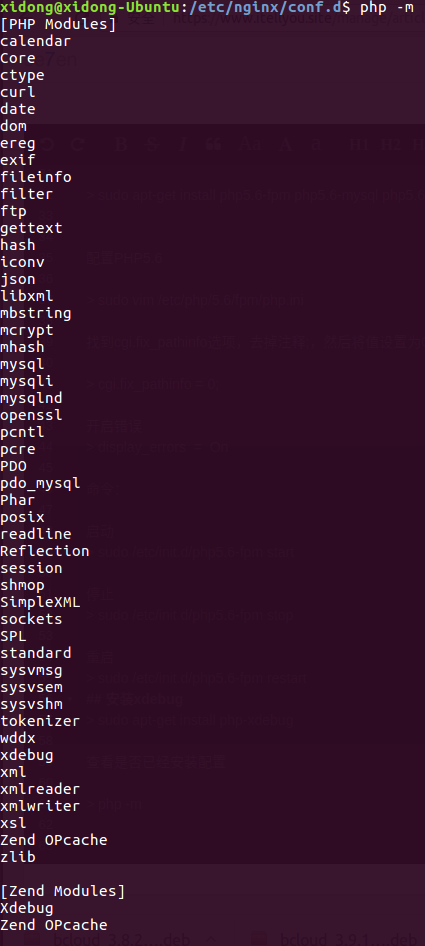 xidong@xidong-Ubuntu:/etc/nginx/conf.d$ php -m
[PHP Modules]
calendar
Core
ctype
curl
date
dom
ereg
exif
fileinfo
filter
ftp
gettext
hash
iconv
json
libxml
mbstring
mcrypt
mhash
mysql
mysqli
mysqlnd
openssl
pcntl
pcre
PDO
pdo_mysql
Phar
posix
readline
Reflection
session
shmop
SimpleXML
sockets
SPL
standard
sysvmsg
sysvsem
sysvshm
tokenizer
wddx
xdebug
xml
xmlreader
xmlwriter
xsl
Zend OPcache
zlib
[Zend Modules]
Xdebug
Zend OPcache